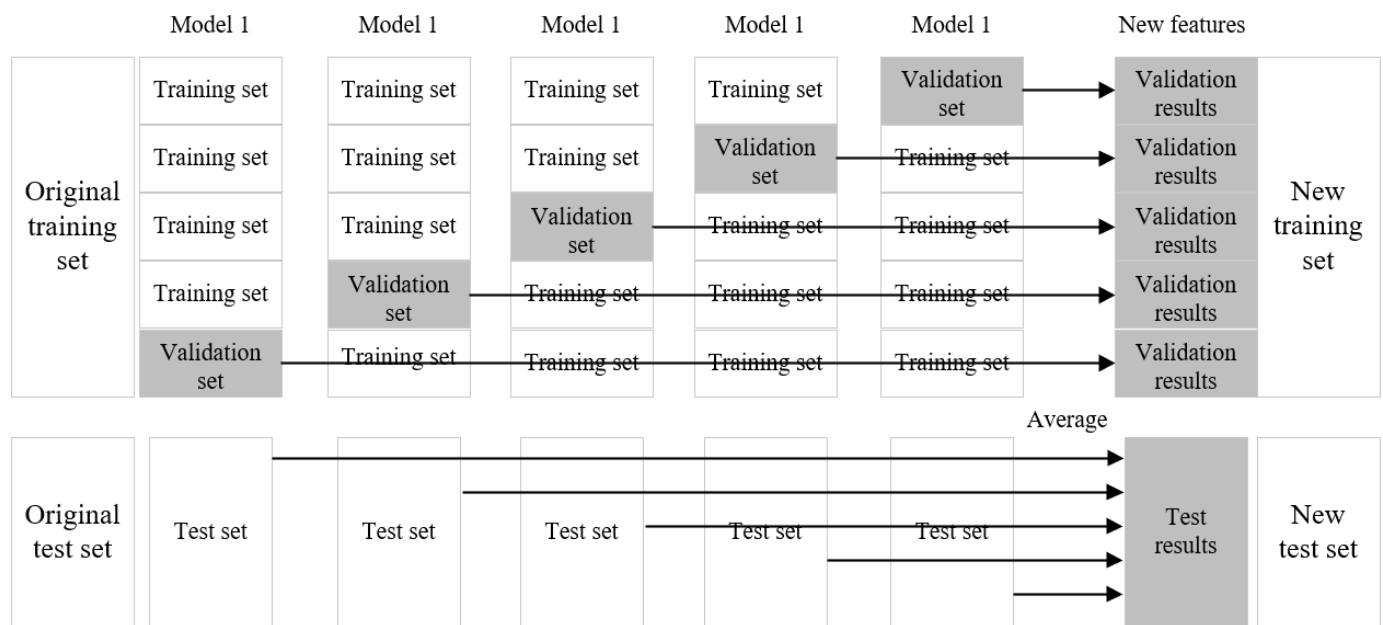 Model 1 Model 1 Model 1 Model 1 Model 1 New features
Original
training
set
Training set Training set Training set Training set Validation
set
Validation
results
Training set Training set Training set Validation
set
Training set Validation
results
Training set Training set Validation
set
Training set Training set Validation
results
Training set Validation
set
Training set Training set Training set Validation
results
Validation
set
Training set Training set Training set Training set Validation
results
New
training
set
Average
Original
test set
Test set Test set Test set Test set Test set
Test
results
New
test set